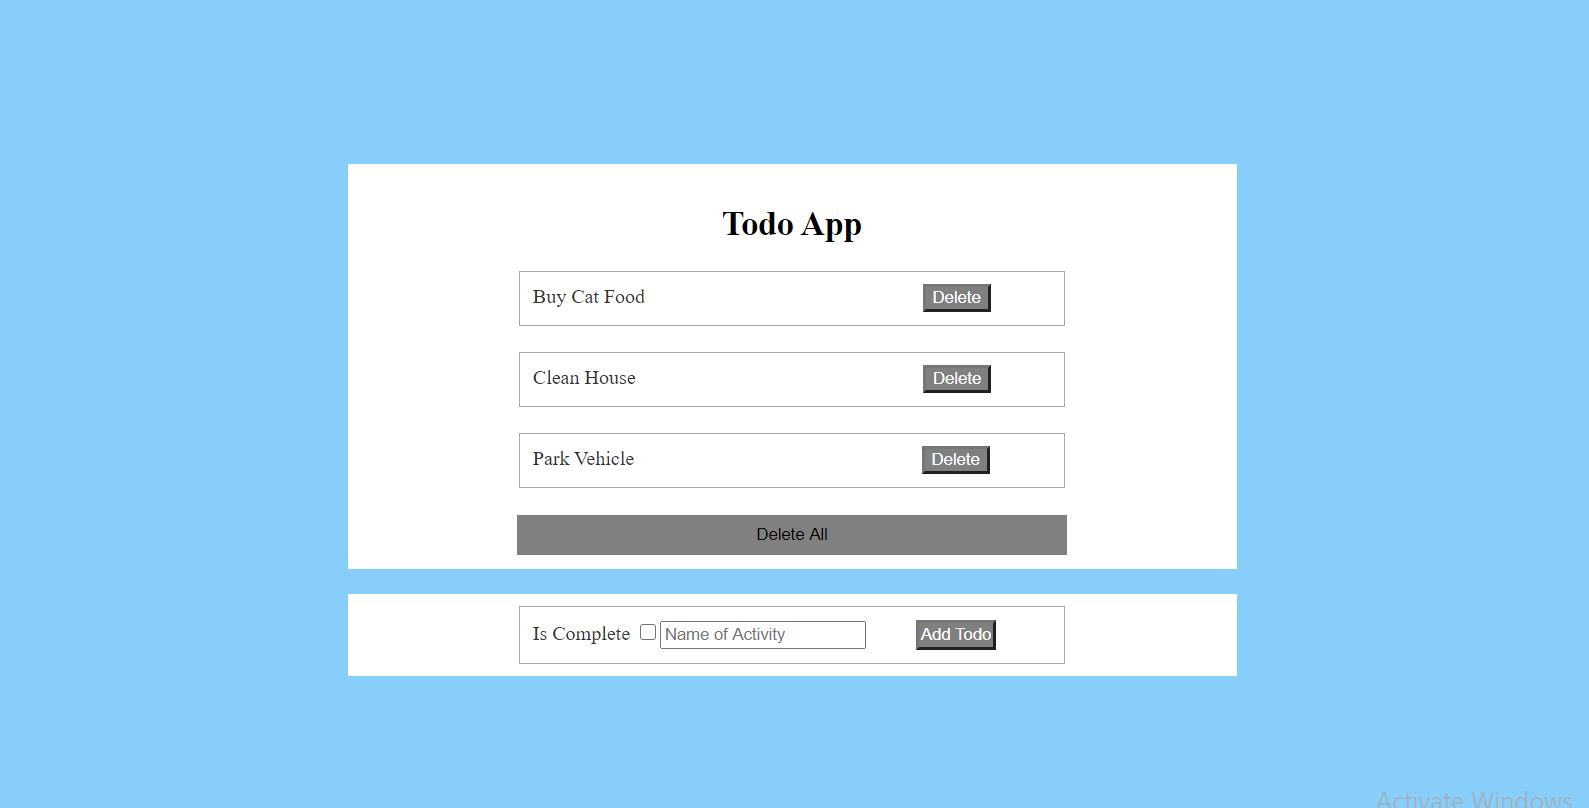 Todo App
Buy Cat Food Delete
Clean House Delete
Park Vehicle Delete
Delete All
Is Complete Name of Activity Add Todo
Activate Windows